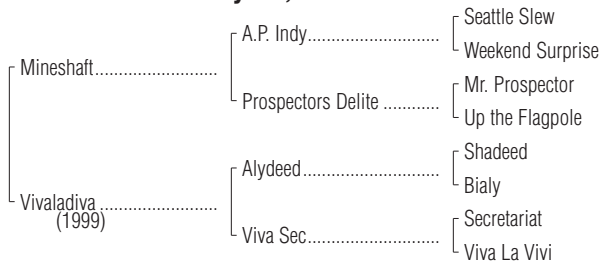 Seattle Slew
A.P. Indy
Weekend Surprise
Mineshaft
Mr. Prospector
Prospectors Delite
Up the Flagpole
Shadeed
Alydeed
Bialy
Vivaladiva
(1999)
Secretariat
Viva Sec
Viva La Vivi